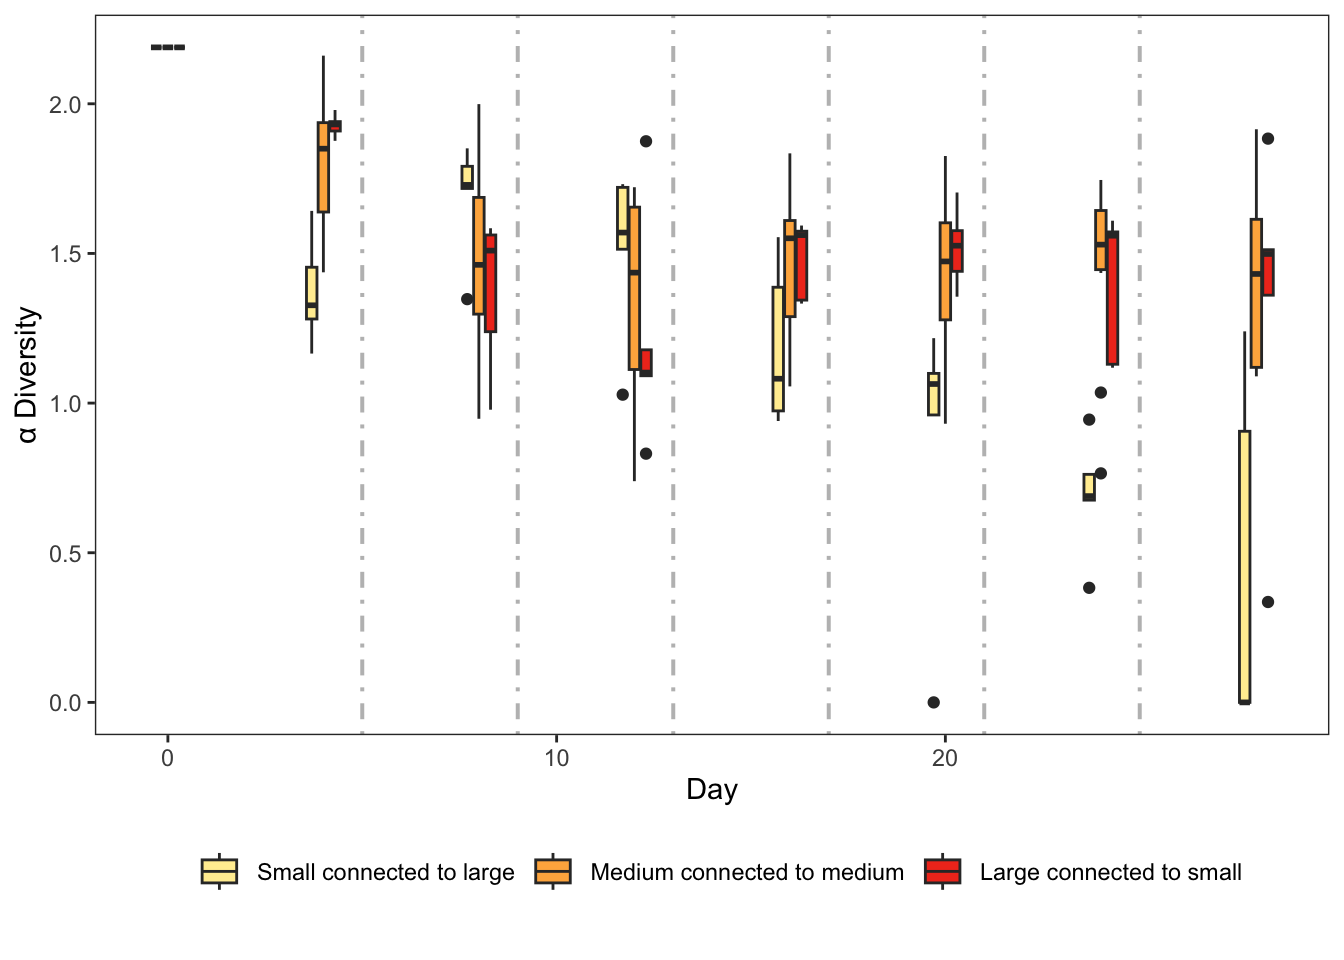 α Diversity
2.0
1.5
1.0
0.5
0.0
0
10
20
Day
Small connected to large
Medium connected to medium
Large connected to small